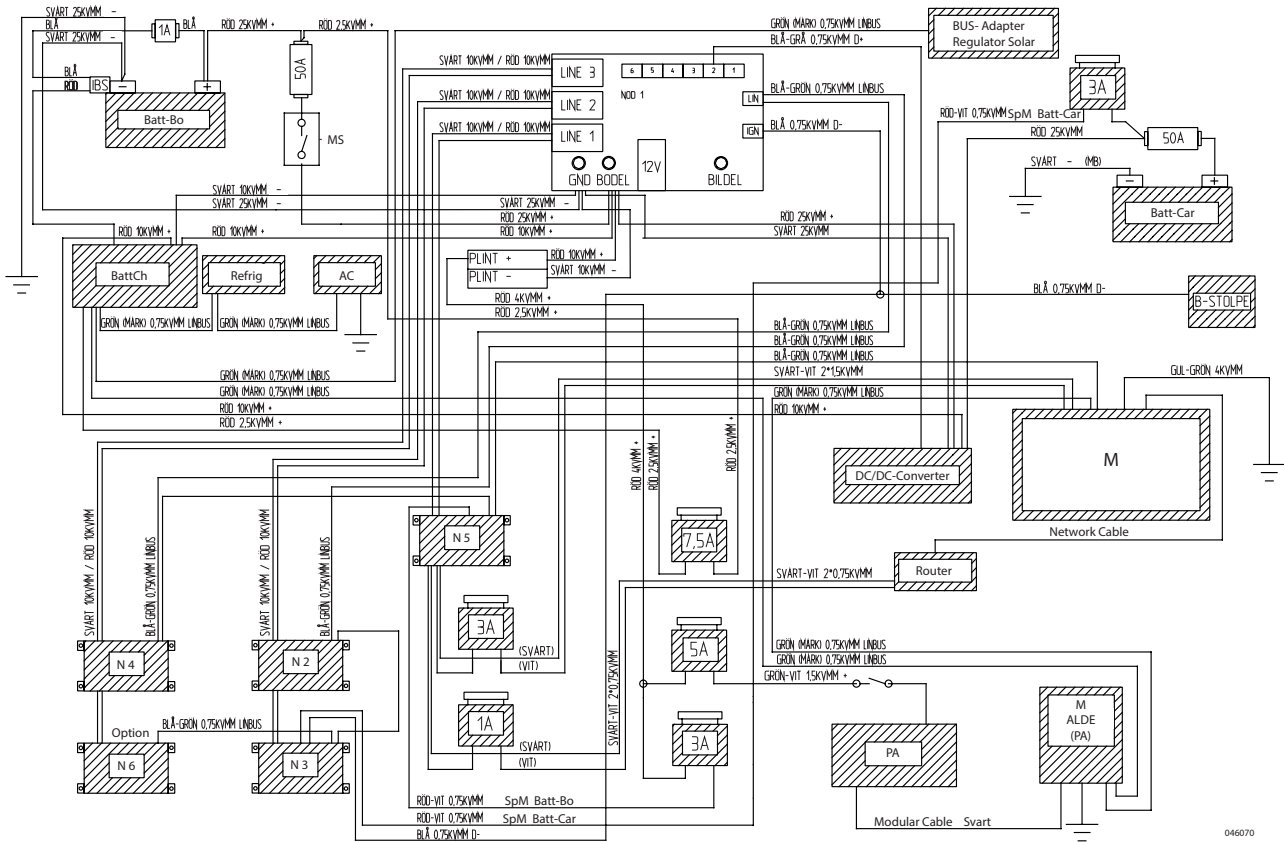 SVART 25KVMM -
BLÅ
SVART 25KVMM -
1A
BLÅ
RÖD 25KVMM +
RÖD 2,5KVMM +
BLÅ
RÖD
IBS
-
+
Batt-Bo
50A
MS
SVART 10KVMM / RÖD 10KVMM
SVART 10KVMM / RÖD 10KVMM
SVART 10KVMM / RÖD 10KVMM
LINE 3
LINE 2
LINE 1
6 5 4 3 2 1
NOD 1
LIN
IGN
12V
GND BODEL
BILDEL
GRÖN (MÄRK) 0,75KVMM LINBUS
BLÅ-GRÅ 0,75KVMM D+
BUS- Adapter
Regulator Solar
BLÅ-GRÖN 0,75KVMM LINBUS
BLÅ 0,75KVMM D-
3A
RÖD-VIT 0,75KVMM SpM Batt-Car
RÖD 25KVMM
50A
SVART - (MB)
-
+
Batt-Car
SVART 10KVMM -
SVART 25KVMM -
SVART 25KVMM -
RÖD 25KVMM +
RÖD 10KVMM +
RÖD 10KVMM +
RÖD 10KVMM +
RÖD 25KVMM +
SVART 25KVMM
BattCh
Refrig
AC
PLINT +
PLINT -
RÖD 10KVMM +
SVART 10KVMM -
RÖD 4KVMM +
RÖD 2,5KVMM +
BLÅ 0,75KVMM D-
B-STOLPE
GRÖN (MÄRK) 0,75KVMM LINBUS
GRÖN (MÄRK) 0,75KVMM LINBUS
BLÅ-GRÖN 0,75KVMM LINBUS
BLÅ-GRÖN 0,75KVMM LINBUS
BLÅ-GRÖN 0,75KVMM LINBUS
SVART-VIT 2*1,5KVMM
GRÖN (MÄRK) 0,75KVMM LINBUS
GRÖN (MÄRK) 0,75KVMM LINBUS
RÖD 10KVMM +
RÖD 2,5KVMM +
GRÖN (MÄRK) 0,75KVMM LINBUS
RÖD 10KVMM +
GUL-GRÖN 4KVMM
M
DC/DC-Converter
Network Cable
RÖD 4KVMM +
RÖD 2,5KVMM +
RÖD 2,5KVMM +
SVART 10KVMM / RÖD 10KVMM
BLÅ-GRÖN 0,75KVMM LINBUS
SVART 10KVMM / RÖD 10KVMM
BLÅ-GRÖN 0,75KVMM LINBUS
N 5
7,5A
SVART-VIT 2*0,75KVMM
Router
3A
(SVART)
(VIT)
5A
SVART-VIT 2*0,75KVMM
GRÖN (MÄRK) 0,75KVMM LINBUS
GRÖN (MÄRK) 0,75KVMM LINBUS
GRÖN-VIT 1,5KVMM +
N 4
N 2
1A
(SVART)
(VIT)
3A
Option
BLÅ-GRÖN 0,75KVMM LINBUS
N 6
N 3
PA
M
ALDE
(PA)
RÖD-VIT 0,75KVMM SpM Batt-Bo
RÖD-VIT 0,75KVMM SpM Batt-Car
BLÅ 0,75KVMM D-
Modular Cable Svart
046070